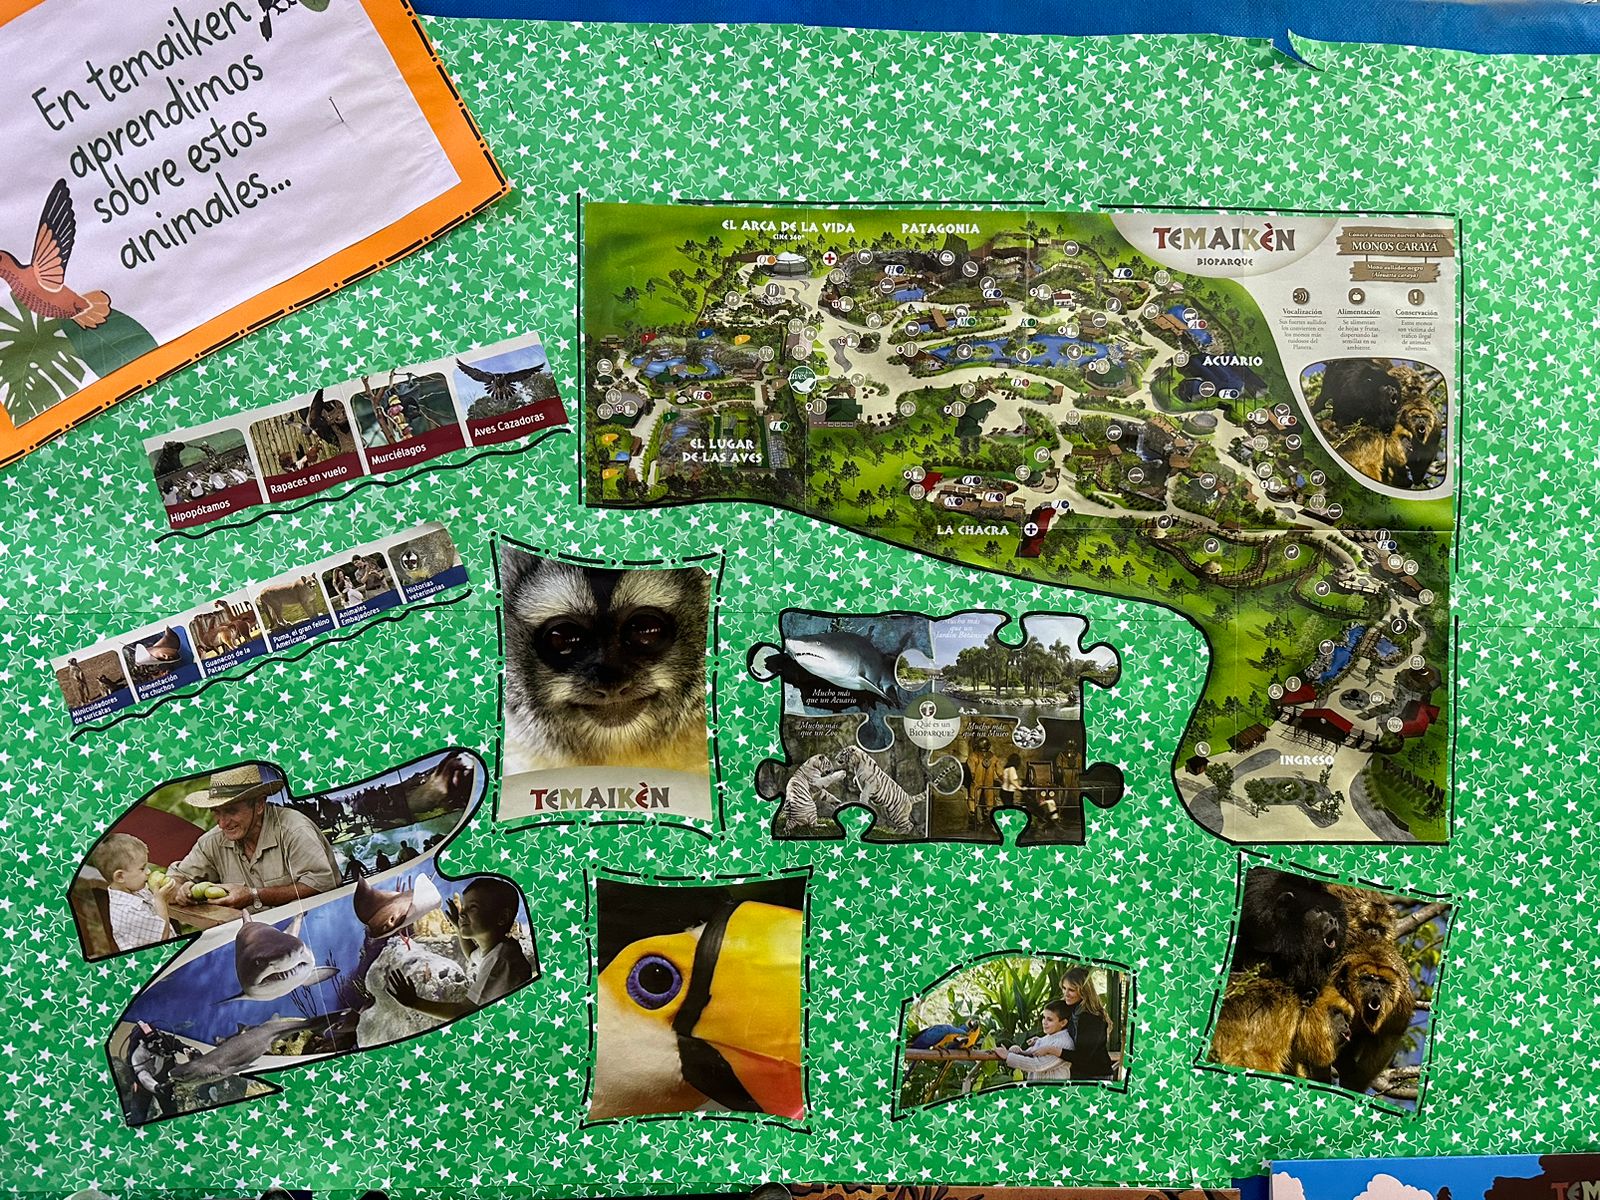 En temaiken
aprendimos
sobre estos
animales...
EL ARCA DE LA VIDA
CINE 360°
PATAGONIA
TEMAIKÈN
BIOPARQUE
Conocé a nuestros nuevos habitantes
MONOS CARAYÁ
Mono aullador negro
(Alouatta caraya)
Vocalización
Sus fuertes aullidos
los convierten en
los monos más
ruidosos del
Planeta.
Alimentación
Se alimentan
de hojas y frutas,
dispersando las
semillas en su
ambiente.
Conservación
Estos monos
son víctima del
tráfico ilegal
de animales
silvestres.
ACUARIO
EL LUGAR
DE LAS AVES
LA CHACRA
INGRESO
Hipopótamos
Rapaces en vuelo
Murciélagos
Aves Cazadoras
Minicuidadores
de suricatas
Alimentación
de chuchos
Guanacos de la
Patagonia
Puma, el gran felino
Americano
Animales
Embajadores
Historias
veterinarias
TEMAIKÈN
Mucho más
que un Acuario
Mucho más
que un
Jardín Botánico
¿Qué es un
BIOPARQUE?
Mucho más
que un Zoo
Mucho más
que un Museo